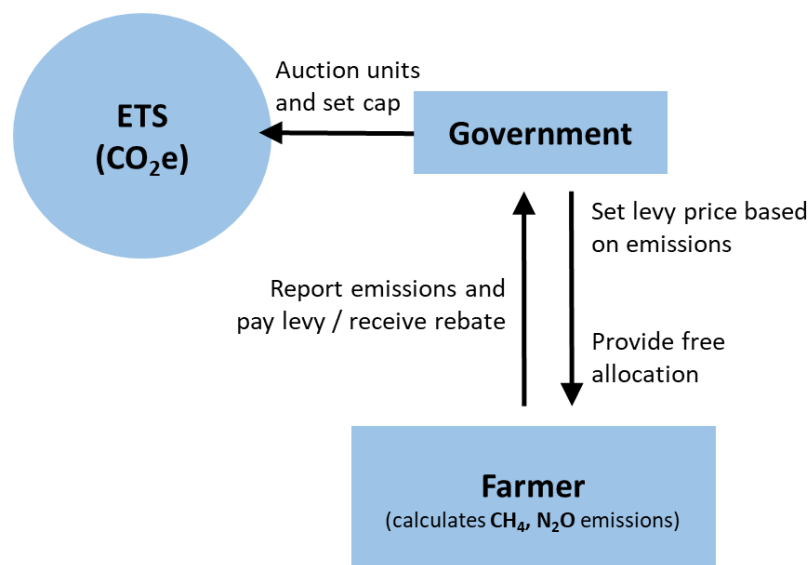 ETS
(CO₂e)
Auction units
and set cap
Government
Set levy price based
on emissions
Report emissions and
pay levy / receive rebate
Provide free
allocation
Farmer
(calculates CH₄, N₂O emissions)